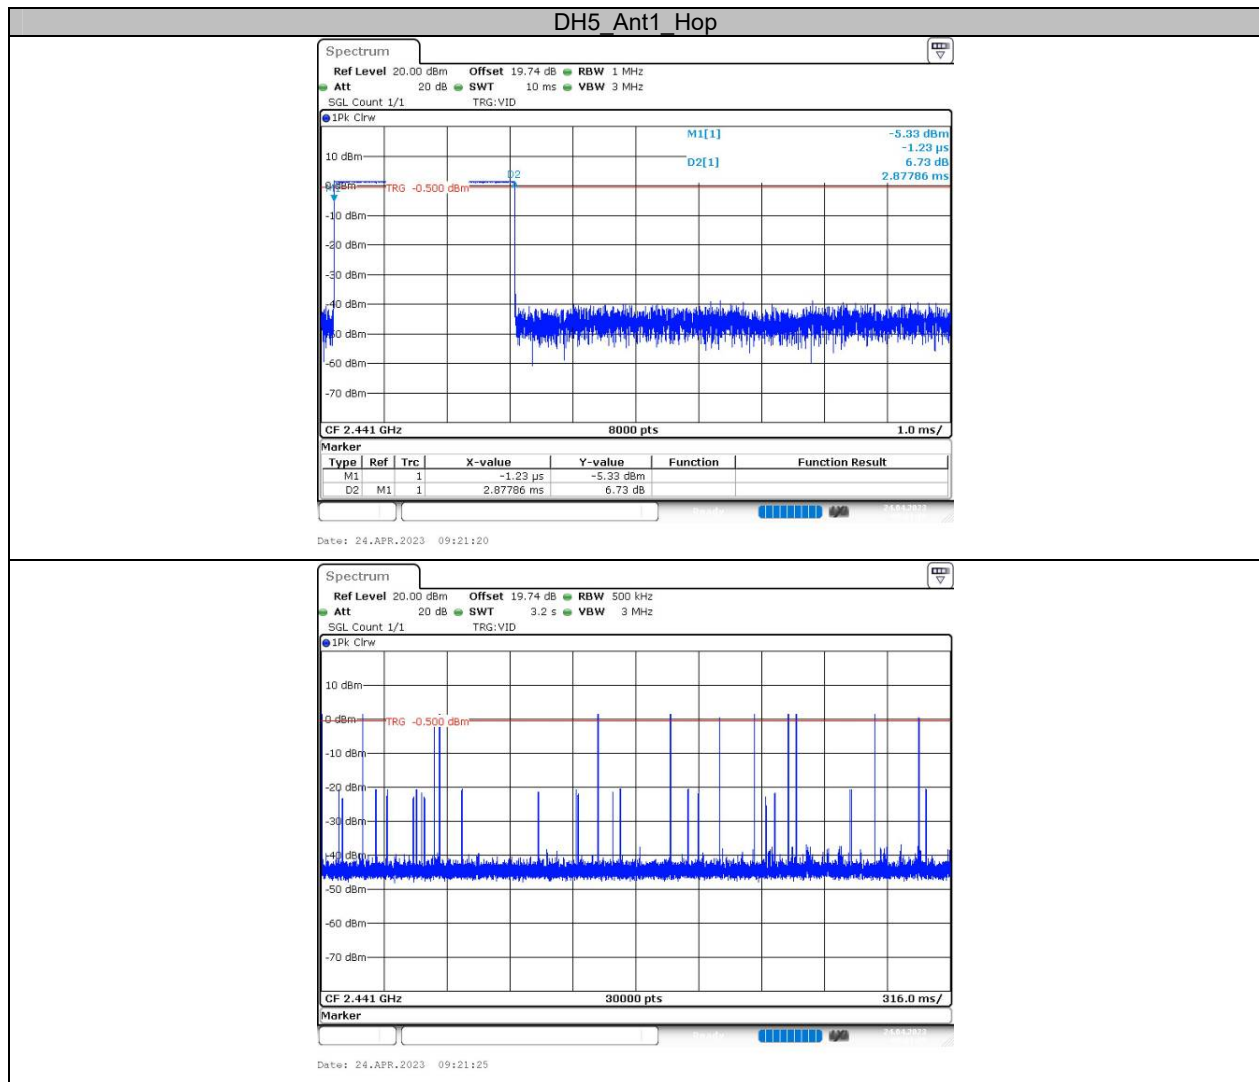 DH5_Ant1_Hop
Spectrum
Ref Level 20.00 dBm Offset 19.74 dB RBW 1 MHz
Att 20 dB SWT 10 ms VBW 3 MHz
SGL Count 1/1 TRG:VID
1Pk Clrw
M1[1] -5.33 dBm
-1.23 µs
10 dBm
D2[1] 6.73 dB
D2
2.87786 ms
0 dBm
TRG -0.500 dBm
-10 dBm
-20 dBm
-30 dBm
-40 dBm
-50 dBm
-60 dBm
-70 dBm
CF 2.441 GHz 8000 pts 1.0 ms/
Marker
Type Ref Trc X-value Y-value Function Function Result
M1 1 -1.23 µs -5.33 dBm
D2 M1 1 2.87786 ms 6.73 dB
Date: 24.APR.2023 09:21:20
Spectrum
Ref Level 20.00 dBm Offset 19.74 dB RBW 500 kHz
Att 20 dB SWT 3.2 s VBW 3 MHz
SGL Count 1/1 TRG:VID
1Pk Clrw
10 dBm
0 dBm
TRG -0.500 dBm
-10 dBm
-20 dBm
-30 dBm
-40 dBm
-50 dBm
-60 dBm
-70 dBm
CF 2.441 GHz 30000 pts 316.0 ms/
Marker
Date: 24.APR.2023 09:21:25